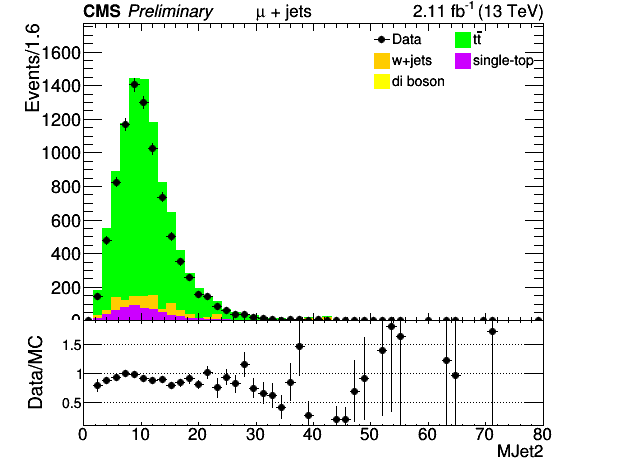 CMS Preliminary μ + jets 2.11 fb⁻¹ (13 TeV)
Events/1.6
1600
1400
1200
1000
800
600
400
200
0
Data
tt̄
w+jets
single-top
di boson
Data/MC
1.5
1
0.5
0 10 20 30 40 50 60 70 80
MJet2